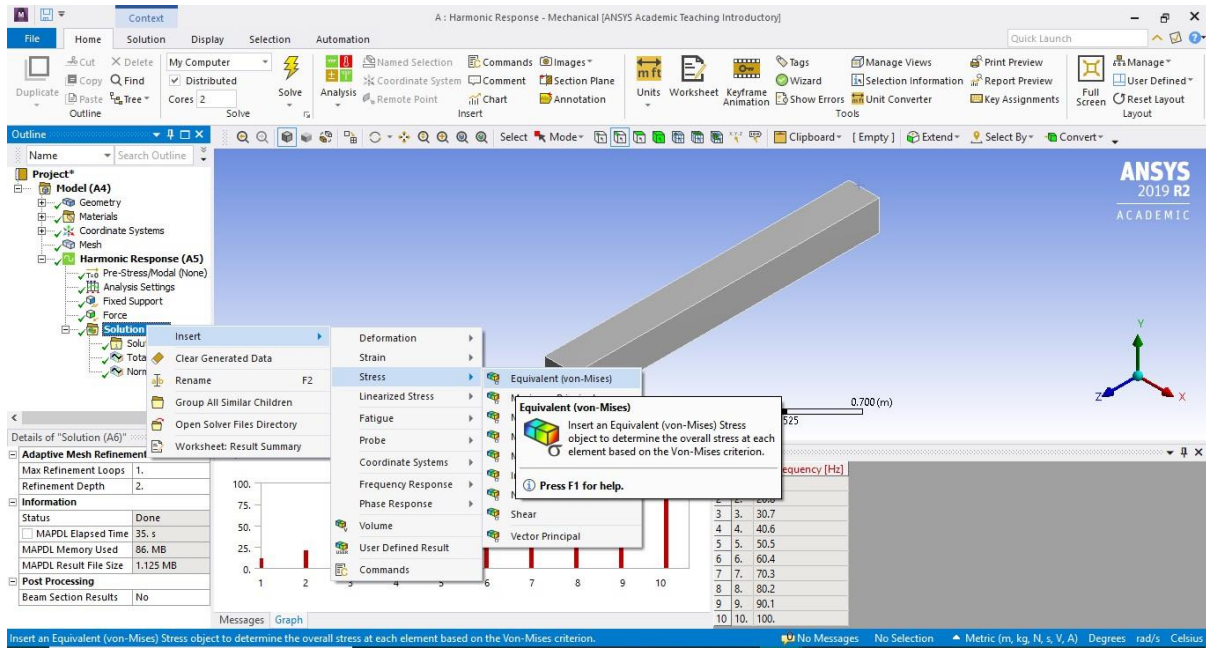 Context
A : Harmonic Response - Mechanical [ANSYS Academic Teaching Introductory]
File Home Solution Display Selection Automation
Quick Launch
Duplicate
Cut
Copy
Paste
Delete
Find
Tree
Outline
My Computer
Distributed
Cores 2
Solve
Solve
Analysis
Named Selection
Coordinate System
Remote Point
Commands
Comment
Chart
Images
Section Plane
Annotation
Insert
Units
Worksheet
Keyframe
Animation
Tags
Wizard
Show Errors
Manage Views
Selection Information
Unit Converter
Print Preview
Report Preview
Key Assignments
Tools
Full
Screen
Manage
User Defined
Reset Layout
Layout
Outline
Select Mode Clipboard [ Empty ] Extend Select By Convert
Name Search Outline
Project*
Model (A4)
Geometry
Materials
Coordinate Systems
Mesh
Harmonic Response (A5)
Pre-Stress/Modal (None)
Analysis Settings
Fixed Support
Force
Solution
Solu
Tota
Norm
Insert
Clear Generated Data
Rename F2
Group All Similar Children
Open Solver Files Directory
Worksheet: Result Summary
Deformation
Strain
Stress
Linearized Stress
Fatigue
Probe
Coordinate Systems
Frequency Response
Phase Response
Volume
User Defined Result
Commands
Equivalent (von-Mises)
Shear
Vector Principal
Equivalent (von-Mises)
Insert an Equivalent (von-Mises) Stress
object to determine the overall stress at each
element based on the Von-Mises criterion.
Press F1 for help.
ANSYS
2019 R2
ACADEMIC
0.700 (m)
525
Y
Z
X
Details of "Solution (A6)"
Adaptive Mesh Refinement
Max Refinement Loops 1.
Refinement Depth 2.
Information
Status Done
MAPDL Elapsed Time 35. s
MAPDL Memory Used 86. MB
MAPDL Result File Size 1.125 MB
Post Processing
Beam Section Results No
100.
75.
50.
25.
0.
1 2 3 4 5 6 7 8 9 10
Messages Graph
equency [Hz]
3 3. 30.7
4 4. 40.6
5 5. 50.5
6 6. 60.4
7 7. 70.3
8 8. 80.2
9 9. 90.1
10 10. 100.
Insert an Equivalent (von-Mises) Stress object to determine the overall stress at each element based on the Von-Mises criterion.
No Messages No Selection Metric (m, kg, N, s, V, A) Degrees rad/s Celsius